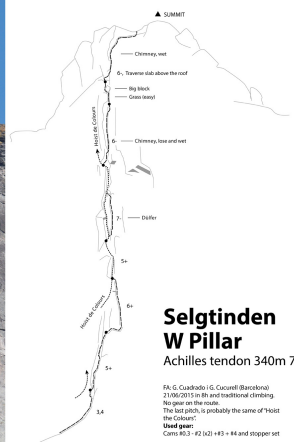 SUMMIT
Chimney, wet
6-, Traverse slab above the roof
Big block
Grass (easy)
Hoist de Colours
6-
Chimney, lose and wet
7-
Dülfer
5+
Hoist de Colours
6+
5+
3,4
Selgtinden
W Pillar
Achilles tendon 340m 7
FA: G. Cuadrado i G. Cucurell (Barcelona)
21/06/2015 in 8h and traditional climbing.
No gear on the route.
The last pitch, is probably the same of "Hoist
the Colours".
Used gear:
Cams #0.3 - #2 (x2) +#3 + #4 and stopper set